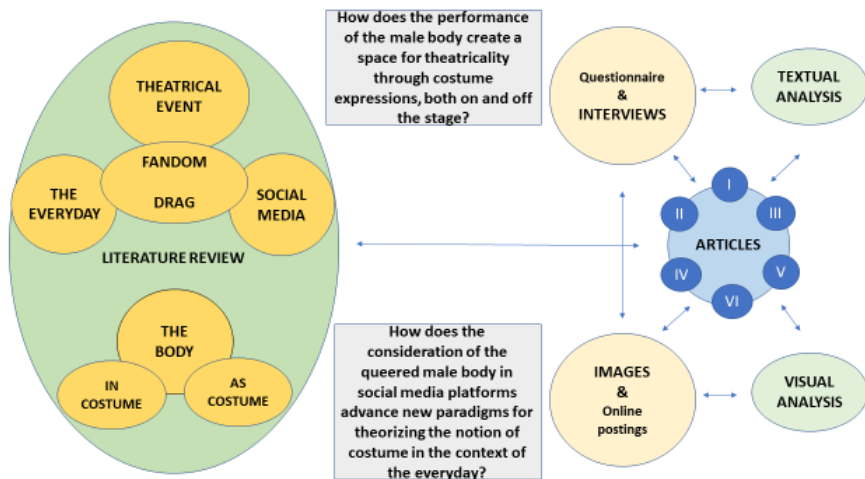 THEATRICAL
EVENT
FANDOM
DRAG
THE
EVERYDAY
SOCIAL
MEDIA
LITERATURE REVIEW
THE
BODY
IN
COSTUME
AS
COSTUME
How does the performance
of the male body create a
space for theatricality
through costume
expressions, both on and off
the stage?
How does the
consideration of the
queered male body in
social media platforms
advance new paradigms for
theorizing the notion of
costume in the context of
the everyday?
Questionnaire
&
INTERVIEWS
TEXTUAL
ANALYSIS
I
II
III
ARTICLES
IV
V
VI
IMAGES
&
Online
postings
VISUAL
ANALYSIS